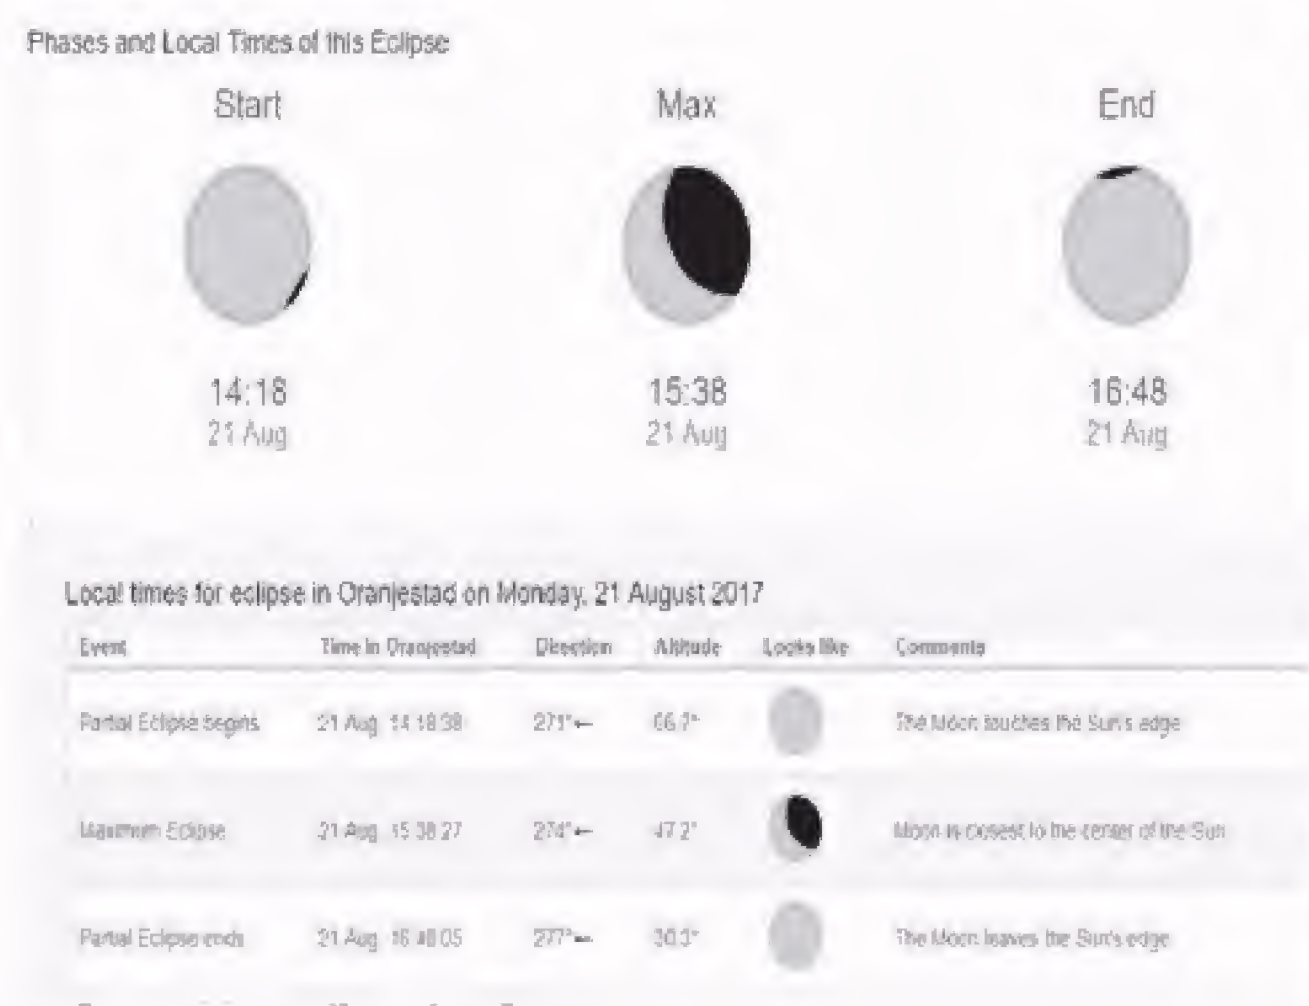 Phases and Local Times of this Eclipse
Start Max End
14:18 15:38 16:48
21 Aug 21 Aug 21 Aug
Local times for eclipse in Oranjestad on Monday, 21 August 2017
Event Time in Oranjestad Direction Altitude Looks like Comments
Partial Eclipse begins 21 Aug, 14:18:38 271°← 66.7° The Moon touches the Sun's edge
Maximum Eclipse 21 Aug, 15:38:27 274°← 47.2° Moon is closest to the center of the Sun
Partial Eclipse ends 21 Aug, 16:48:05 277°← 30.3° The Moon leaves the Sun's edge